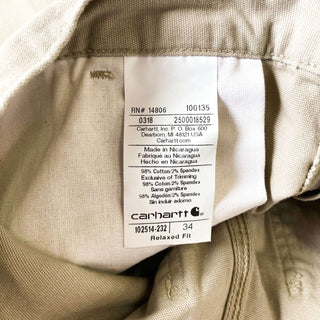 RN# 14806 100135
0318 2500016529
Carhartt, Inc. P.O. Box 600
Dearborn, MI 48121 USA
Carhartt.com
Made in Nicaragua
Fabriqué au Nicaragua
Hecho en Nicaragua
98% Cotton/2% Spandex
Exclusive of Trimming
98% Coton/2% Spandex
Sans garniture
98% Algodon/2% Spandex
Sin incluir adorno
carhartt
102514-232 34
Relaxed Fit